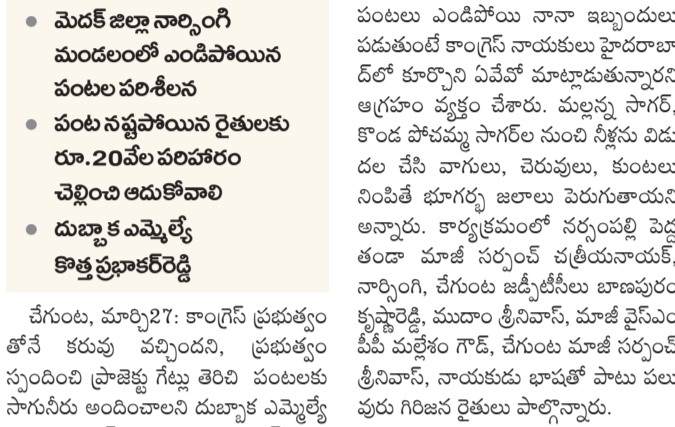 • మెదక్ జిల్లా నార్సింగి
మండలంలో ఎండిపోయిన
పంటల పరిశీలన
• పంట నష్టపోయిన రైతులకు
రూ.20వేల పరిహారం
చెల్లించి ఆదుకోవాలి
• దుబ్బాక ఎమ్మెల్యే
కొత్త ప్రభాకర్‌రెడ్డి
చేగుంట, మార్చి27: కాంగ్రెస్ ప్రభుత్వం
తోనే కరువు వచ్చిందని, ప్రభుత్వం
స్పందించి ప్రాజెక్టు గేట్లు తెరిచి పంటలకు
సాగునీరు అందించాలని దుబ్బాక ఎమ్మెల్యే
పంటలు ఎండిపోయి నానా ఇబ్బందులు
పడుతుంటే కాంగ్రెస్ నాయకులు హైదరాబా
ద్‌లో కూర్చొని ఏవేవో మాట్లాడుతున్నారని
ఆగ్రహం వ్యక్తం చేశారు. మల్లన్న సాగర్,
కొండ పోచమ్మ సాగర్‌ల నుంచి నీళ్లను విడు
దల చేసి వాగులు, చెరువులు, కుంటలు
నింపితే భూగర్భ జలాలు పెరుగుతాయని
అన్నారు. కార్యక్రమంలో నర్సంపల్లి పెద్ద
తండా మాజీ సర్పంచ్ చత్రీయనాయక్,
నార్సింగి, చేగుంట జడ్పీటీసీలు బాణపురం
కృష్ణారెడ్డి, ముదాం శ్రీనివాస్, మాజీ వైస్ఎం
పీపీ మల్లేశం గౌడ్, చేగుంట మాజీ సర్పంచ్
శ్రీనివాస్, నాయకుడు భాషతో పాటు పలు
వురు గిరిజన రైతులు పాల్గొన్నారు.